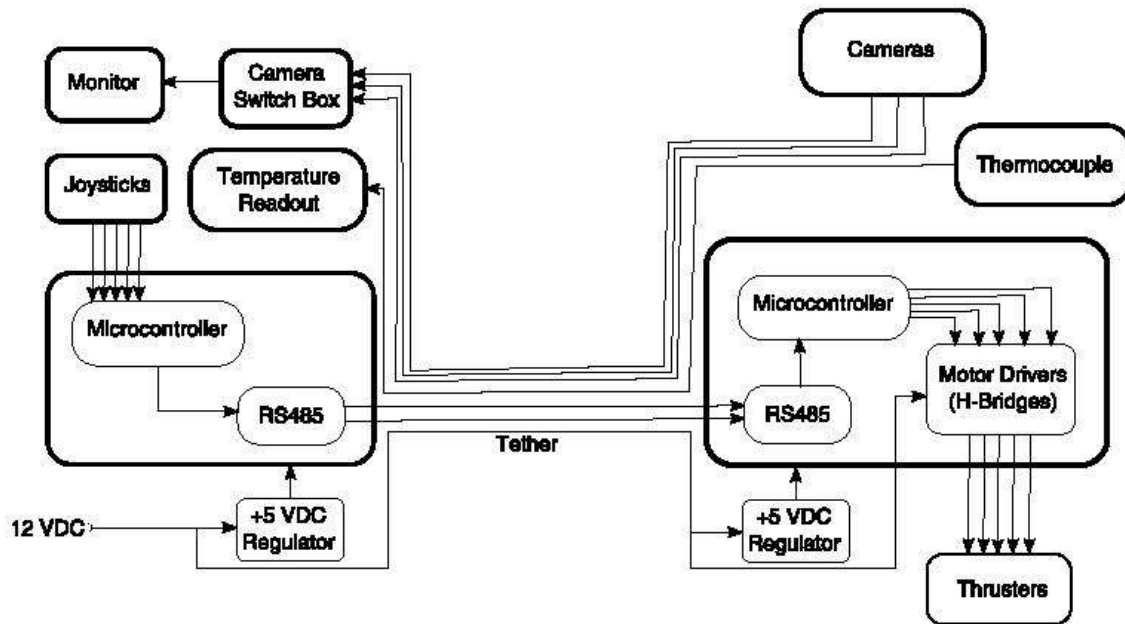 Cameras
Monitor
Camera
Switch Box
Thermocouple
Joysticks
Temperature
Readout
Microcontroller
Microcontroller
RS485
RS485
Motor Drivers
(H-Bridges)
Tether
12 VDC
+5 VDC
Regulator
+5 VDC
Regulator
Thrusters